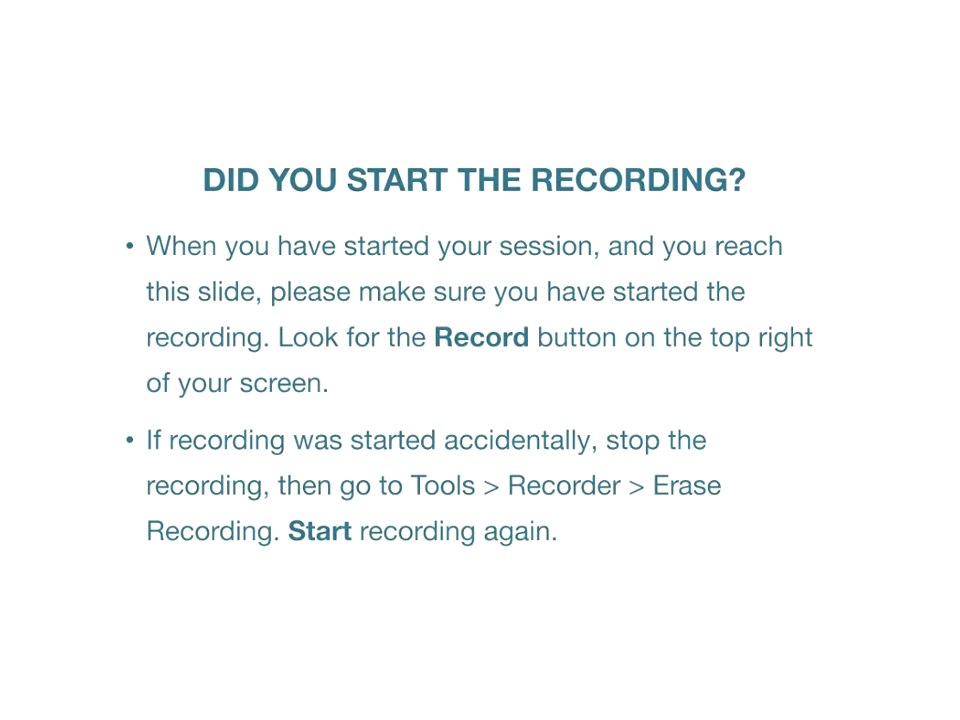 DID YOU START THE RECORDING?
• When you have started your session, and you reach
this slide, please make sure you have started the
recording. Look for the Record button on the top right
of your screen.
• If recording was started accidentally, stop the
recording, then go to Tools > Recorder > Erase
Recording. Start recording again.